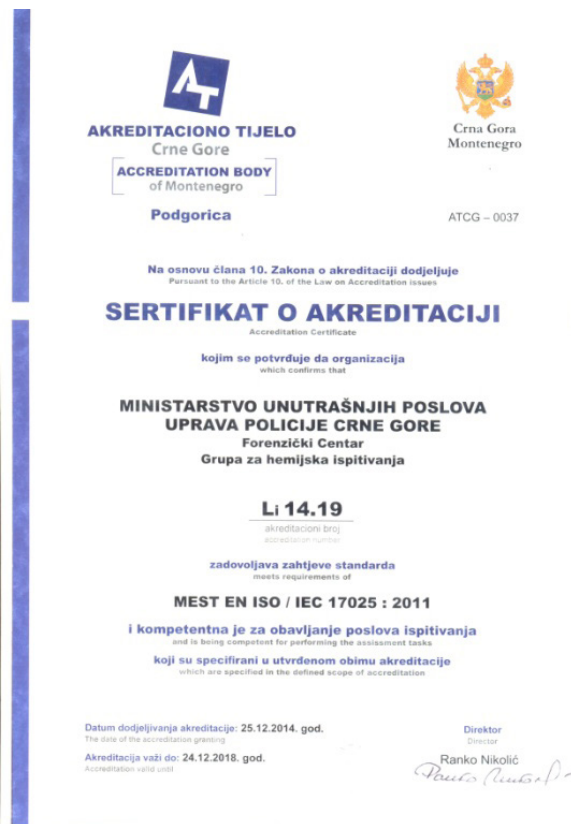 AT
AKREDITACIONO TIJELO
Crne Gore
ACCREDITATION BODY
of Montenegro
Podgorica
Crna Gora
Montenegro
ATCG – 0037
Na osnovu člana 10. Zakona o akreditaciji dodjeljuje
Pursuant to the Article 10. of the Law on Accreditation issues
SERTIFIKAT O AKREDITACIJI
Accreditation Certificate
kojim se potvrđuje da organizacija
which confirms that
MINISTARSTVO UNUTRAŠNJIH POSLOVA
UPRAVA POLICIJE CRNE GORE
Forenzički Centar
Grupa za hemijska ispitivanja
Li 14.19
akreditacioni broj
accreditation number
zadovoljava zahtjeve standarda
meets requirements of
MEST EN ISO / IEC 17025 : 2011
i kompetentna je za obavljanje poslova ispitivanja
and is being competent for performing the assessment tasks
koji su specifirani u utvrđenom obimu akreditacije
which are specified in the defined scope of accreditation
Datum dodjeljivanja akreditacije: 25.12.2014. god.
The date of the accreditation granting
Akreditacija važi do: 24.12.2018. god.
Accreditation valid until
Direktor
Director
Ranko Nikolić